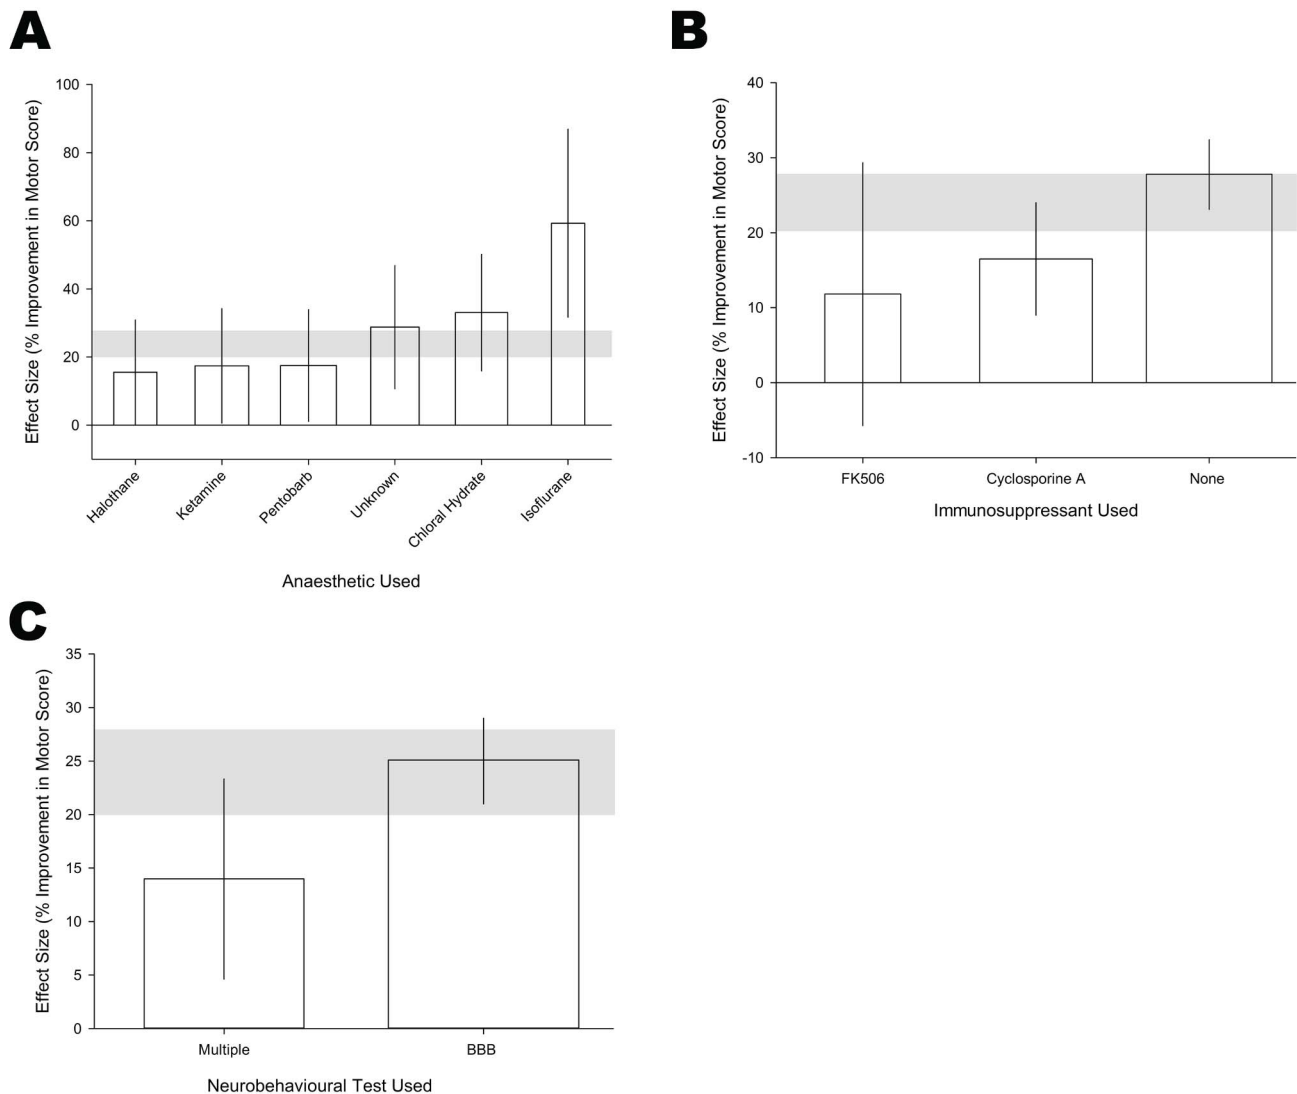 A
Effect Size (% Improvement in Motor Score)
100
80
60
40
20
0
Halothane
Ketamine
Pentobarb
Unknown
Chloral Hydrate
Isoflurane
Anaesthetic Used
B
Effect Size (% Improvement in Motor Score)
40
30
20
10
0
-10
FK506 Cyclosporine A None
Immunosuppressant Used
C
Effect Size (% Improvement in Motor Score)
35
30
25
20
15
10
5
0
Multiple BBB
Neurobehavioural Test Used